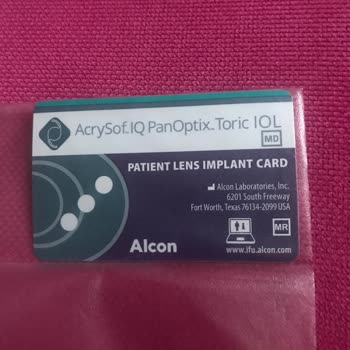 AcrySof. IQ PanOptix. Toric IOL
MD
PATIENT LENS IMPLANT CARD
Alcon Laboratories, Inc.
6201 South Freeway
Fort Worth, Texas 76134-2099 USA
MR
Alcon
www.ifu.alcon.com